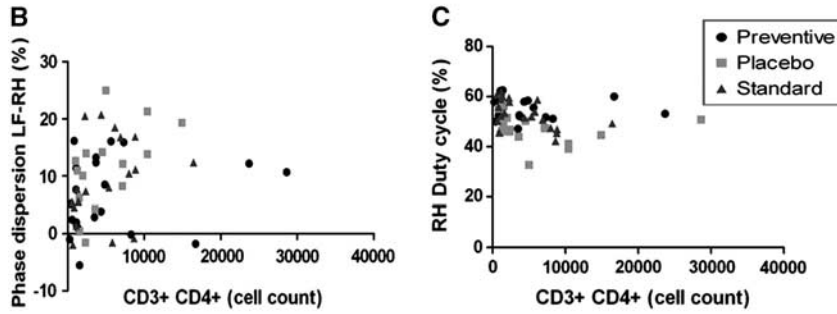 B
Phase dispersion LF-RH (%)
30
20
10
0
-10
10000 20000 30000 40000
CD3+ CD4+ (cell count)
C
RH Duty cycle (%)
80
60
40
20
0
0 10000 20000 30000 40000
CD3+ CD4+ (cell count)
Preventive
Placebo
Standard